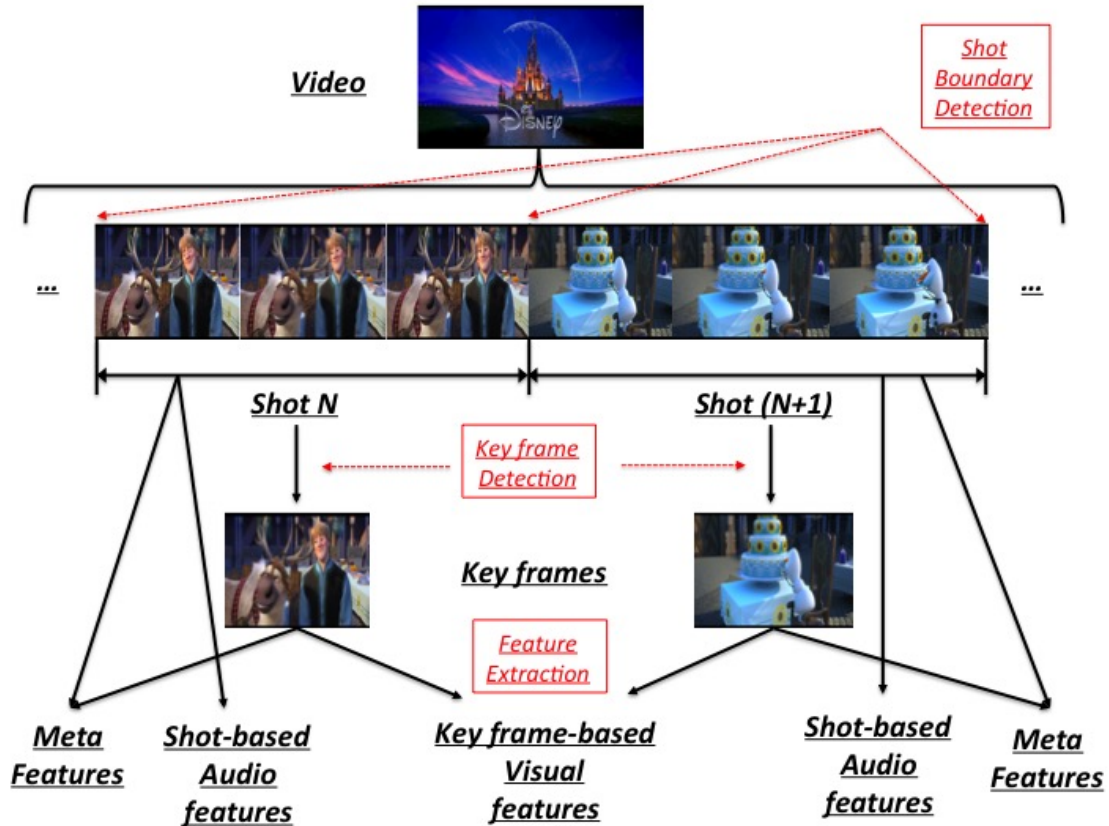 Shot
Boundary
Detection
Video
DISNEY
...
...
Shot N
Shot (N+1)
Key frame
Detection
Key frames
Feature
Extraction
Meta
Features
Shot-based
Audio
features
Key frame-based
Visual
features
Shot-based
Audio
features
Meta
Features